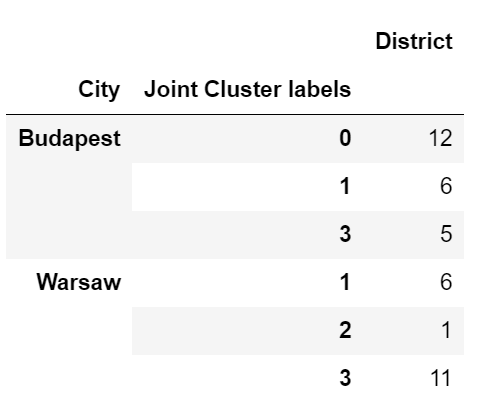 District
City Joint Cluster labels
Budapest 0 12
1 6
3 5
Warsaw 1 6
2 1
3 11